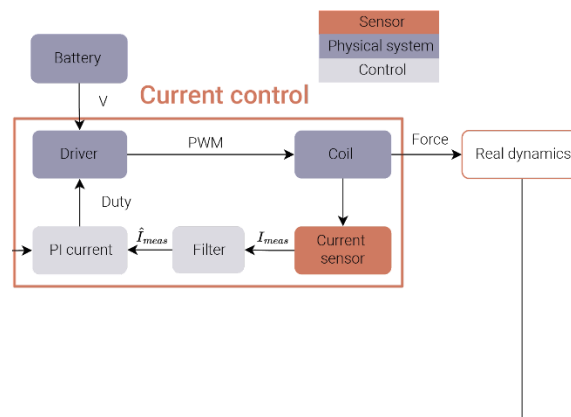 Sensor
Physical system
Control
Battery
V
Current control
Driver
PWM
Coil
Force
Real dynamics
Duty
PI current
Î_meas
Filter
I_meas
Current
sensor